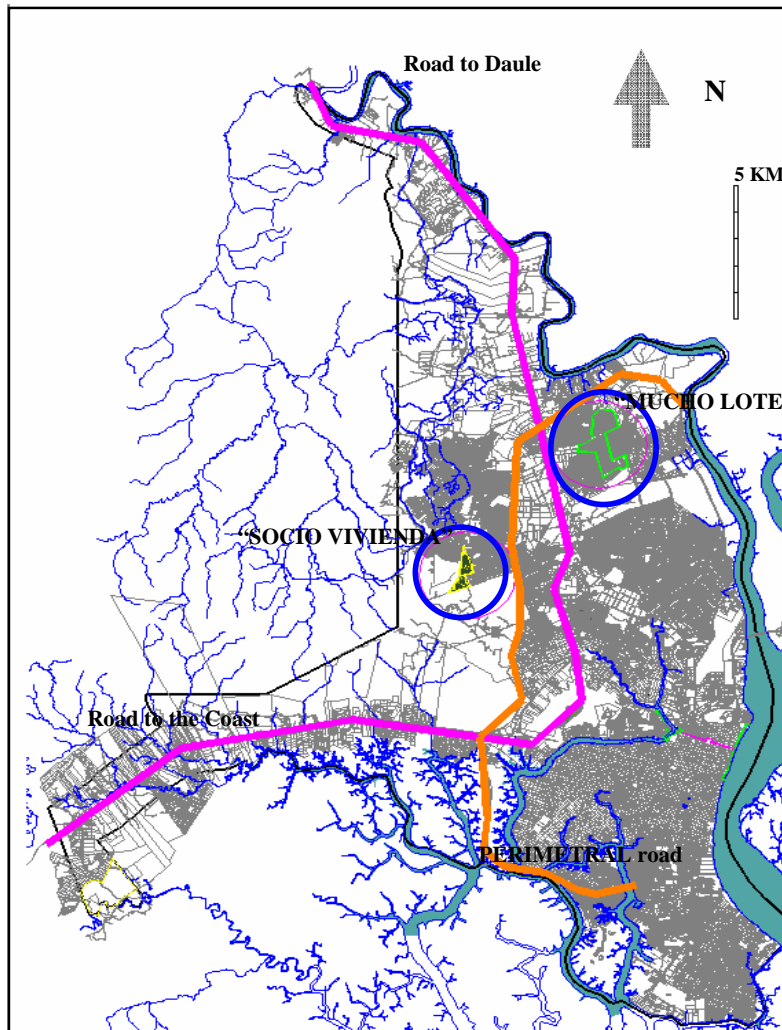 Road to Daule
N
5 KM
“MUCHO LOTE
“SOCIO VIVIENDA”
Road to the Coast
PERIMETRAL road